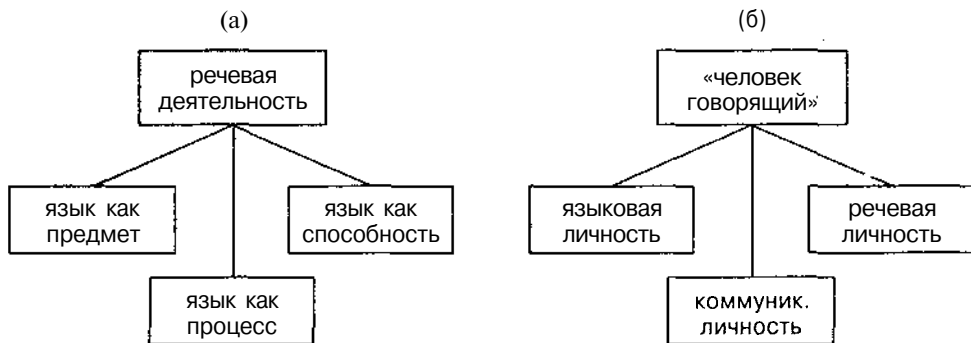 (а)
речевая
деятельность
язык как
предмет
язык как
способность
язык как
процесс
(б)
«человек
говорящий»
языковая
личность
речевая
личность
коммуник.
личность